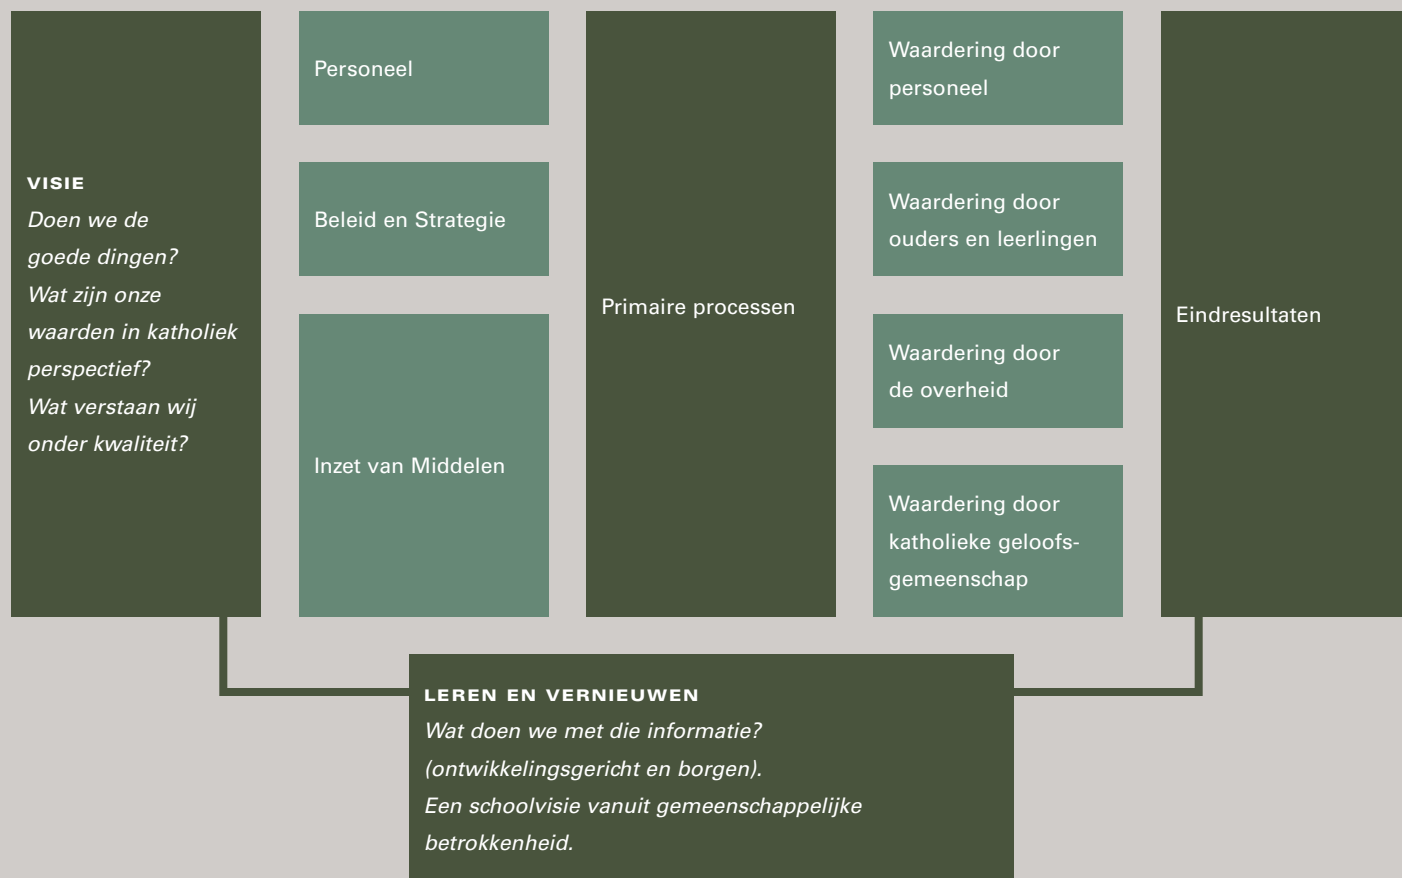 VISIE
Doen we de
goede dingen?
Wat zijn onze
waarden in katholiek
perspectief?
Wat verstaan wij
onder kwaliteit?
Personeel
Beleid en Strategie
Inzet van Middelen
Primaire processen
Waardering door
personeel
Waardering door
ouders en leerlingen
Waardering door
de overheid
Waardering door
katholieke geloofs-
gemeenschap
Eindresultaten
LEREN EN VERNIEUWEN
Wat doen we met die informatie?
(ontwikkelingsgericht en borgen).
Een schoolvisie vanuit gemeenschappelijke
betrokkenheid.